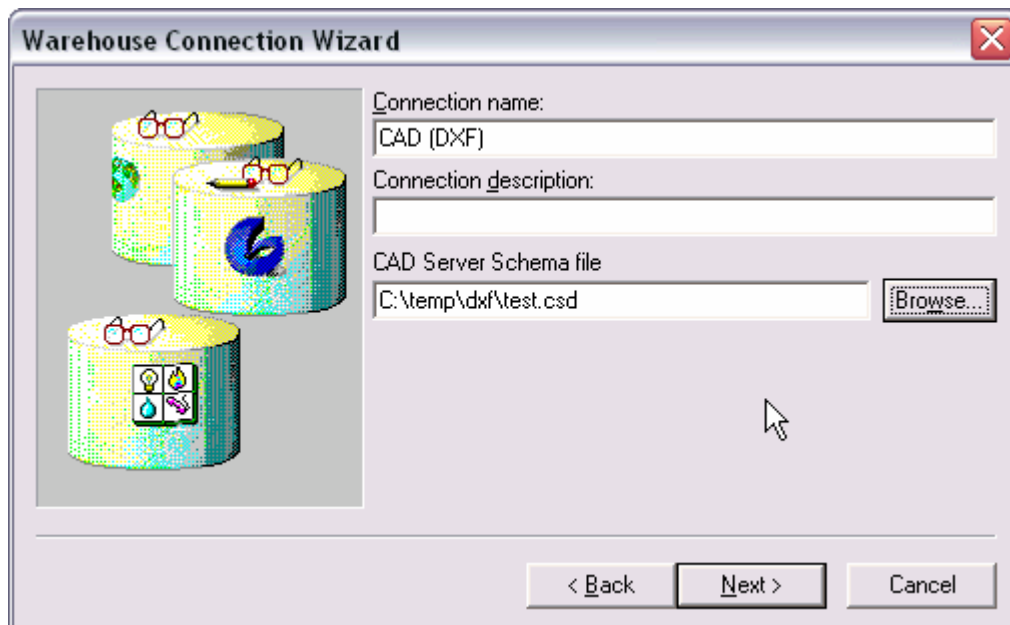 Warehouse Connection Wizard
Connection name:
CAD (DXF)
Connection description:
CAD Server Schema file
C:\temp\dxf\test.csd
Browse...
< Back
Next >
Cancel